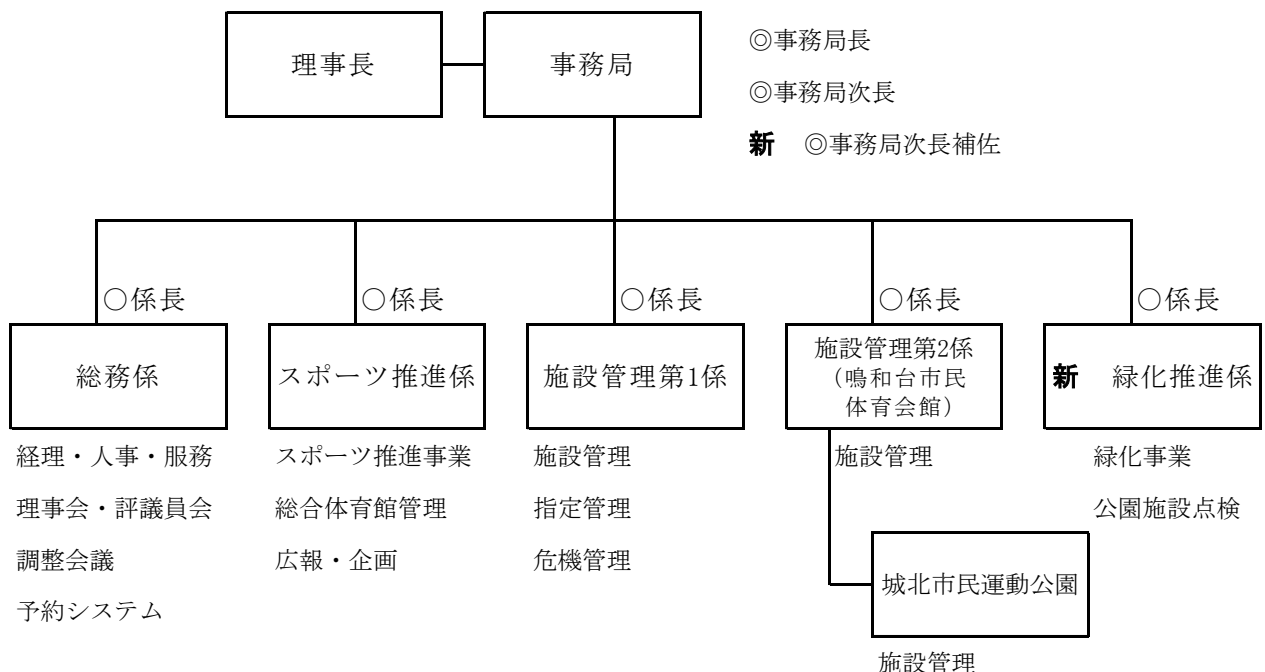 理事長
事務局
◎事務局長
◎事務局次長
新 ◎事務局次長補佐
○係長
総務係
経理・人事・服務
理事会・評議員会
調整会議
予約システム
○係長
スポーツ推進係
スポーツ推進事業
総合体育館管理
広報・企画
○係長
施設管理第1係
施設管理
指定管理
危機管理
○係長
施設管理第2係
（鳴和台市民
体育会館）
施設管理
城北市民運動公園
施設管理
○係長
新 緑化推進係
緑化事業
公園施設点検